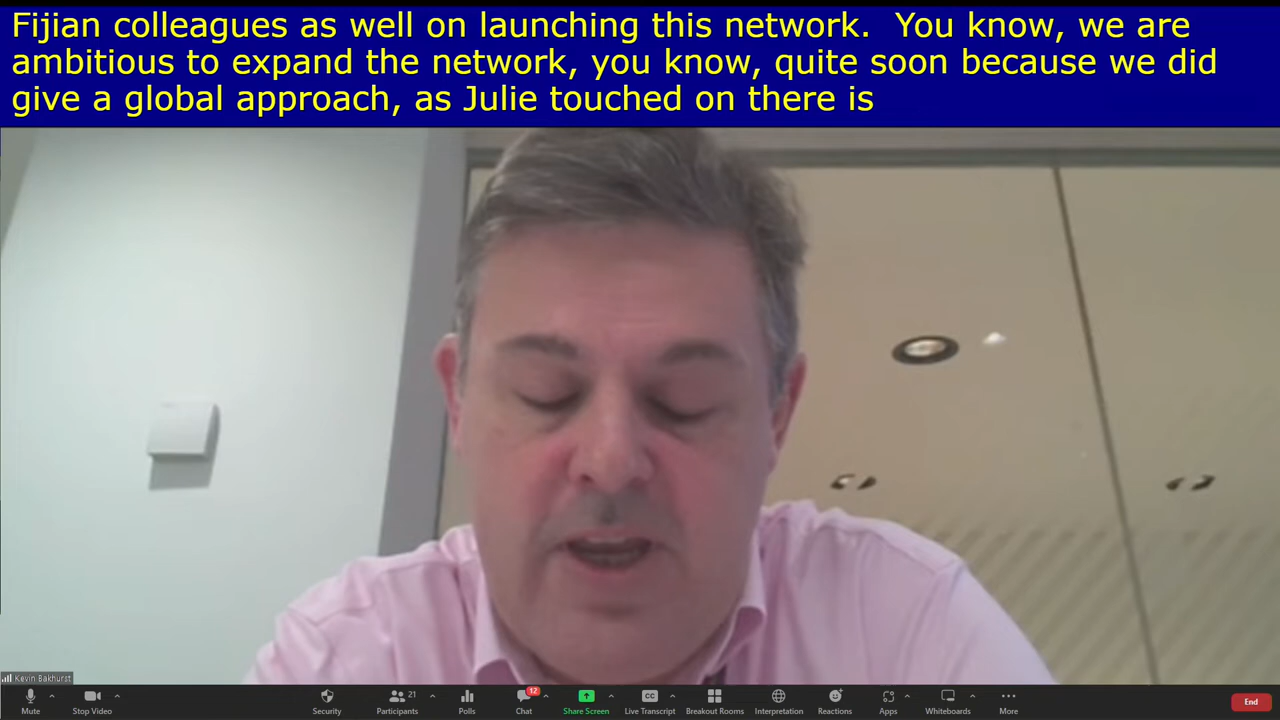 Fijian colleagues as well on launching this network.  You know, we are
ambitious to expand the network, you know, quite soon because we did
give a global approach, as Julie touched on there is
Kevin Bakhurst
Mute
Stop Video
Security
21
Participants
Polls
12
Chat
Share Screen
CC
Live Transcript
Breakout Rooms
Interpretation
Reactions
Apps
Whiteboards
More
End